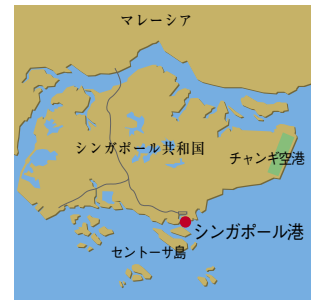 マレーシア
シンガポール共和国
チャンギ空港
シンガポール港
セントーサ島